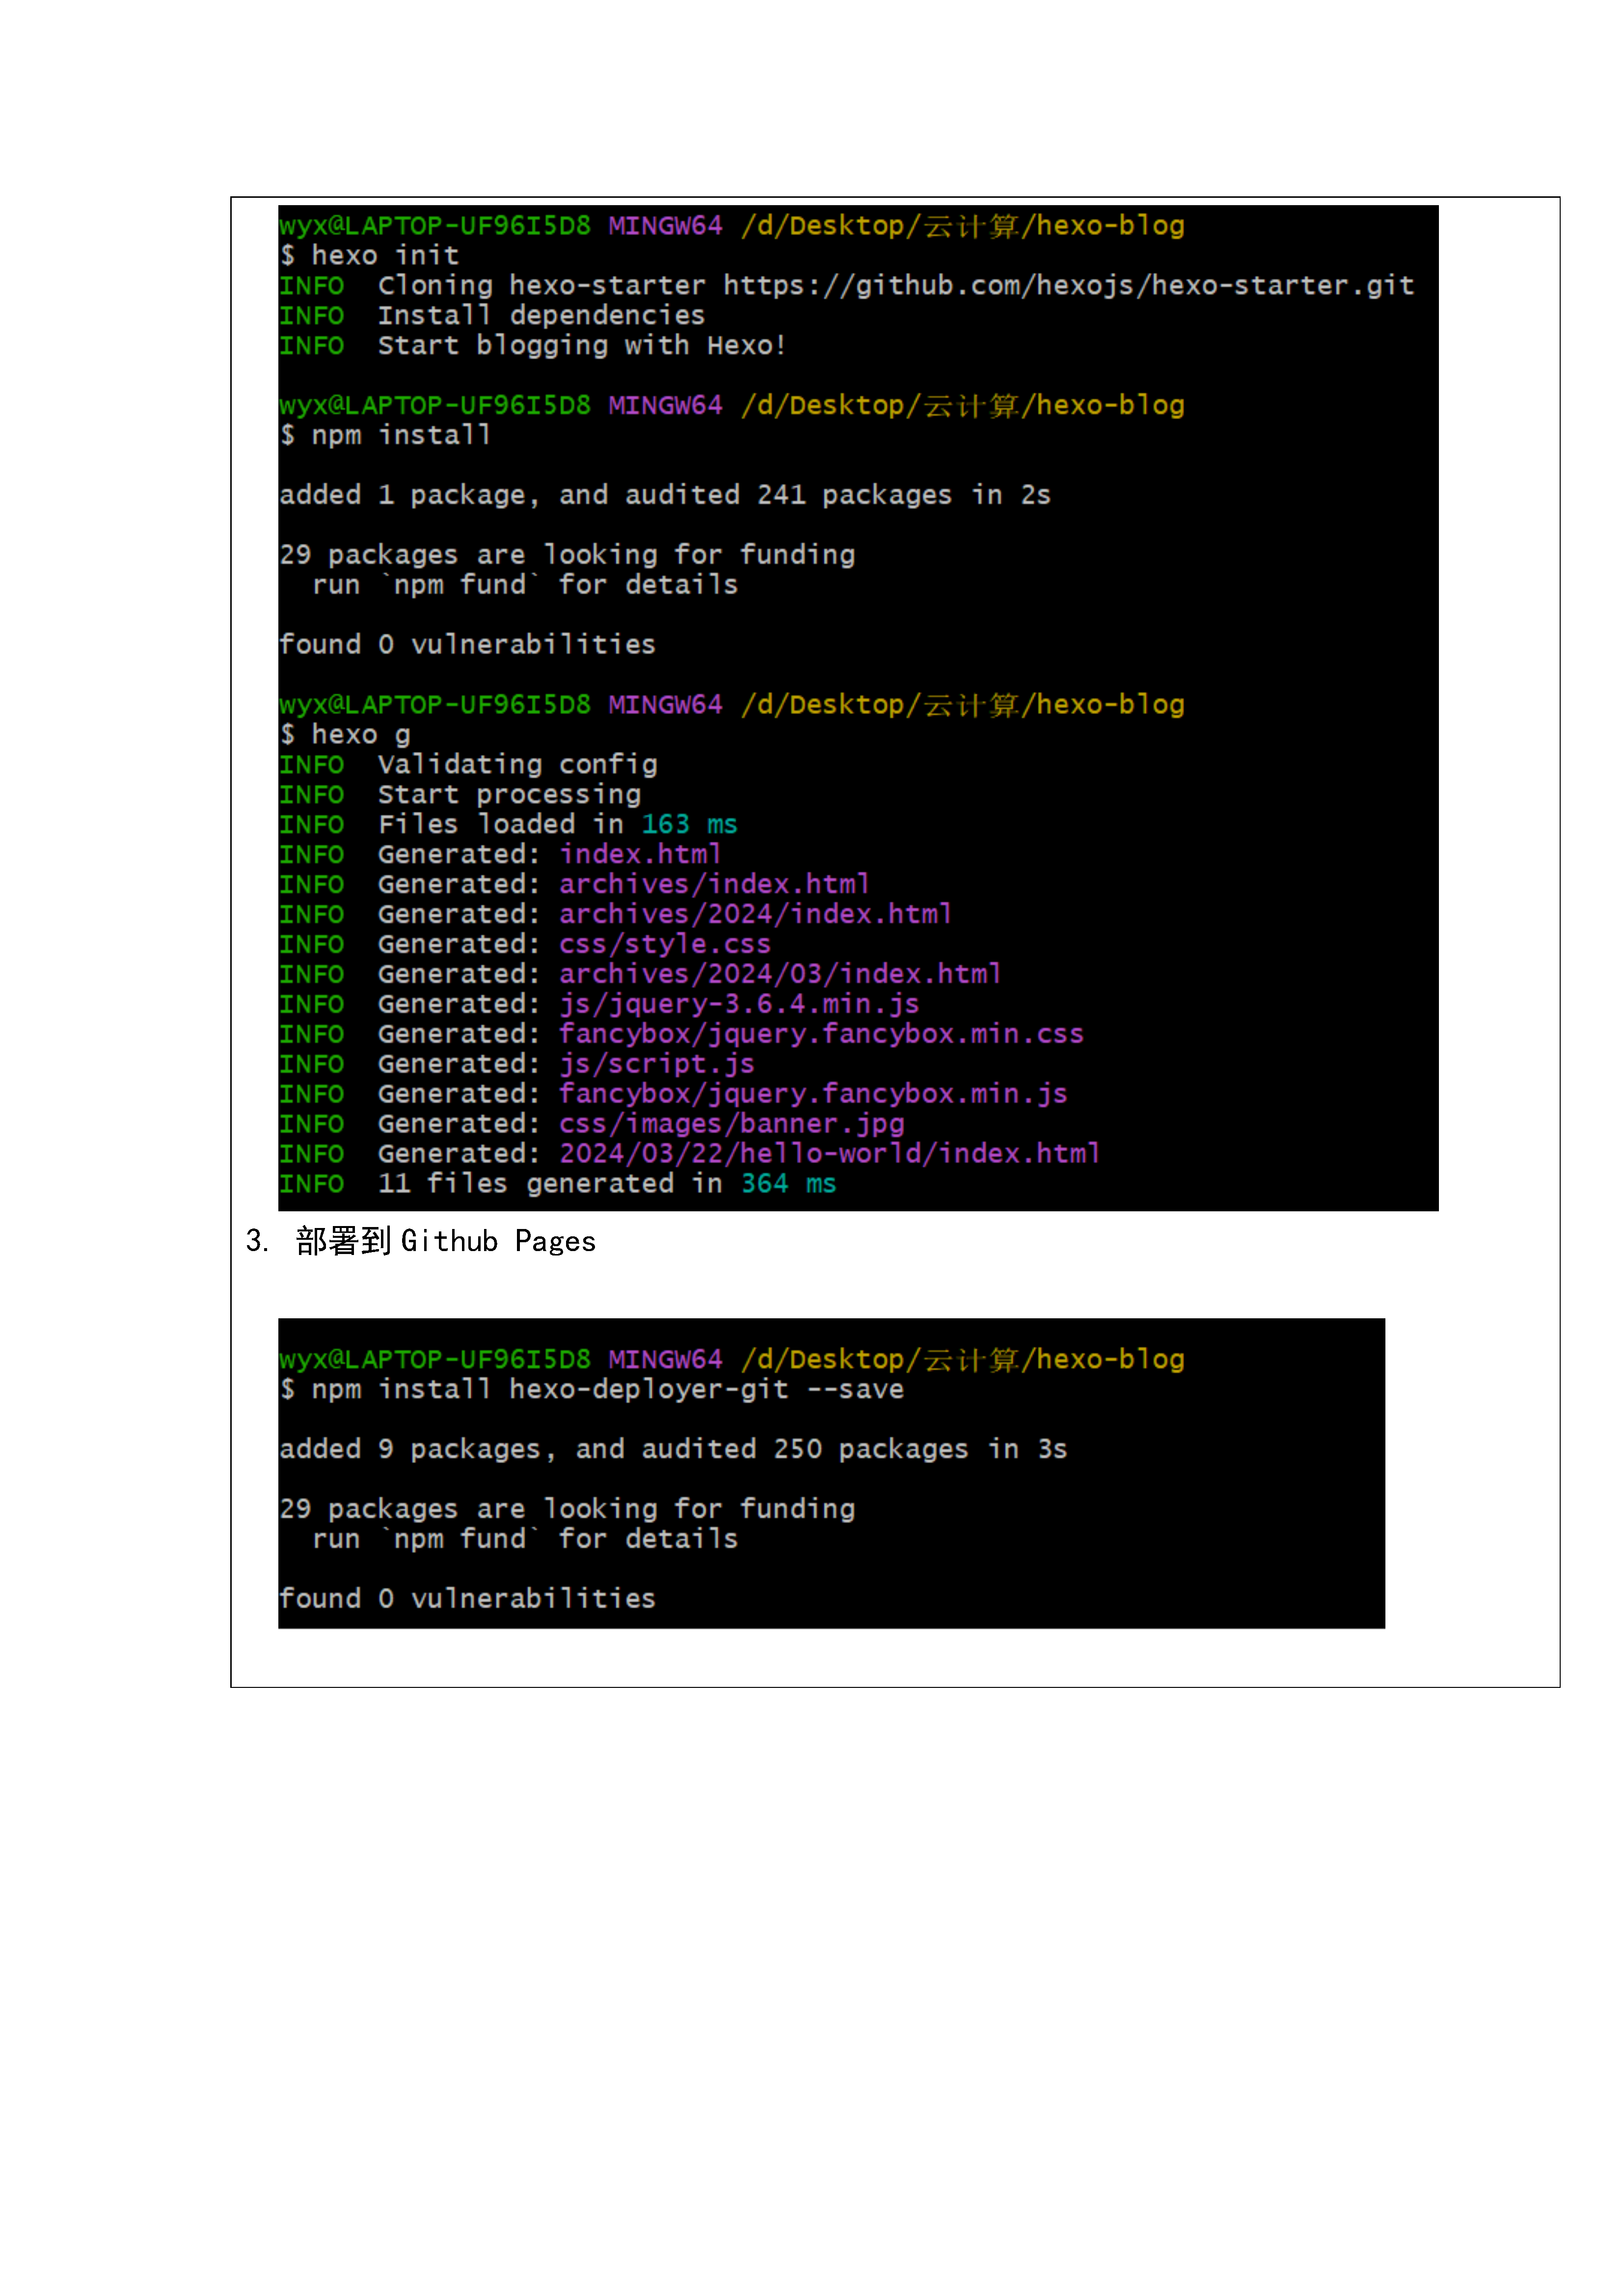 wyx@LAPTOP-UF96I5D8 MINGW64 /d/Desktop/云计算/hexo-blog
$ hexo init
INFO  Cloning hexo-starter https://github.com/hexojs/hexo-starter.git
INFO  Install dependencies
INFO  Start blogging with Hexo!
wyx@LAPTOP-UF96I5D8 MINGW64 /d/Desktop/云计算/hexo-blog
$ npm install
added 1 package, and audited 241 packages in 2s
29 packages are looking for funding
  run `npm fund` for details
found 0 vulnerabilities
wyx@LAPTOP-UF96I5D8 MINGW64 /d/Desktop/云计算/hexo-blog
$ hexo g
INFO  Validating config
INFO  Start processing
INFO  Files loaded in 163 ms
INFO  Generated: index.html
INFO  Generated: archives/index.html
INFO  Generated: archives/2024/index.html
INFO  Generated: css/style.css
INFO  Generated: archives/2024/03/index.html
INFO  Generated: js/jquery-3.6.4.min.js
INFO  Generated: fancybox/jquery.fancybox.min.css
INFO  Generated: js/script.js
INFO  Generated: fancybox/jquery.fancybox.min.js
INFO  Generated: css/images/banner.jpg
INFO  Generated: 2024/03/22/hello-world/index.html
INFO  11 files generated in 364 ms
3. 部署到 Github Pages
wyx@LAPTOP-UF96I5D8 MINGW64 /d/Desktop/云计算/hexo-blog
$ npm install hexo-deployer-git --save
added 9 packages, and audited 250 packages in 3s
29 packages are looking for funding
  run `npm fund` for details
found 0 vulnerabilities